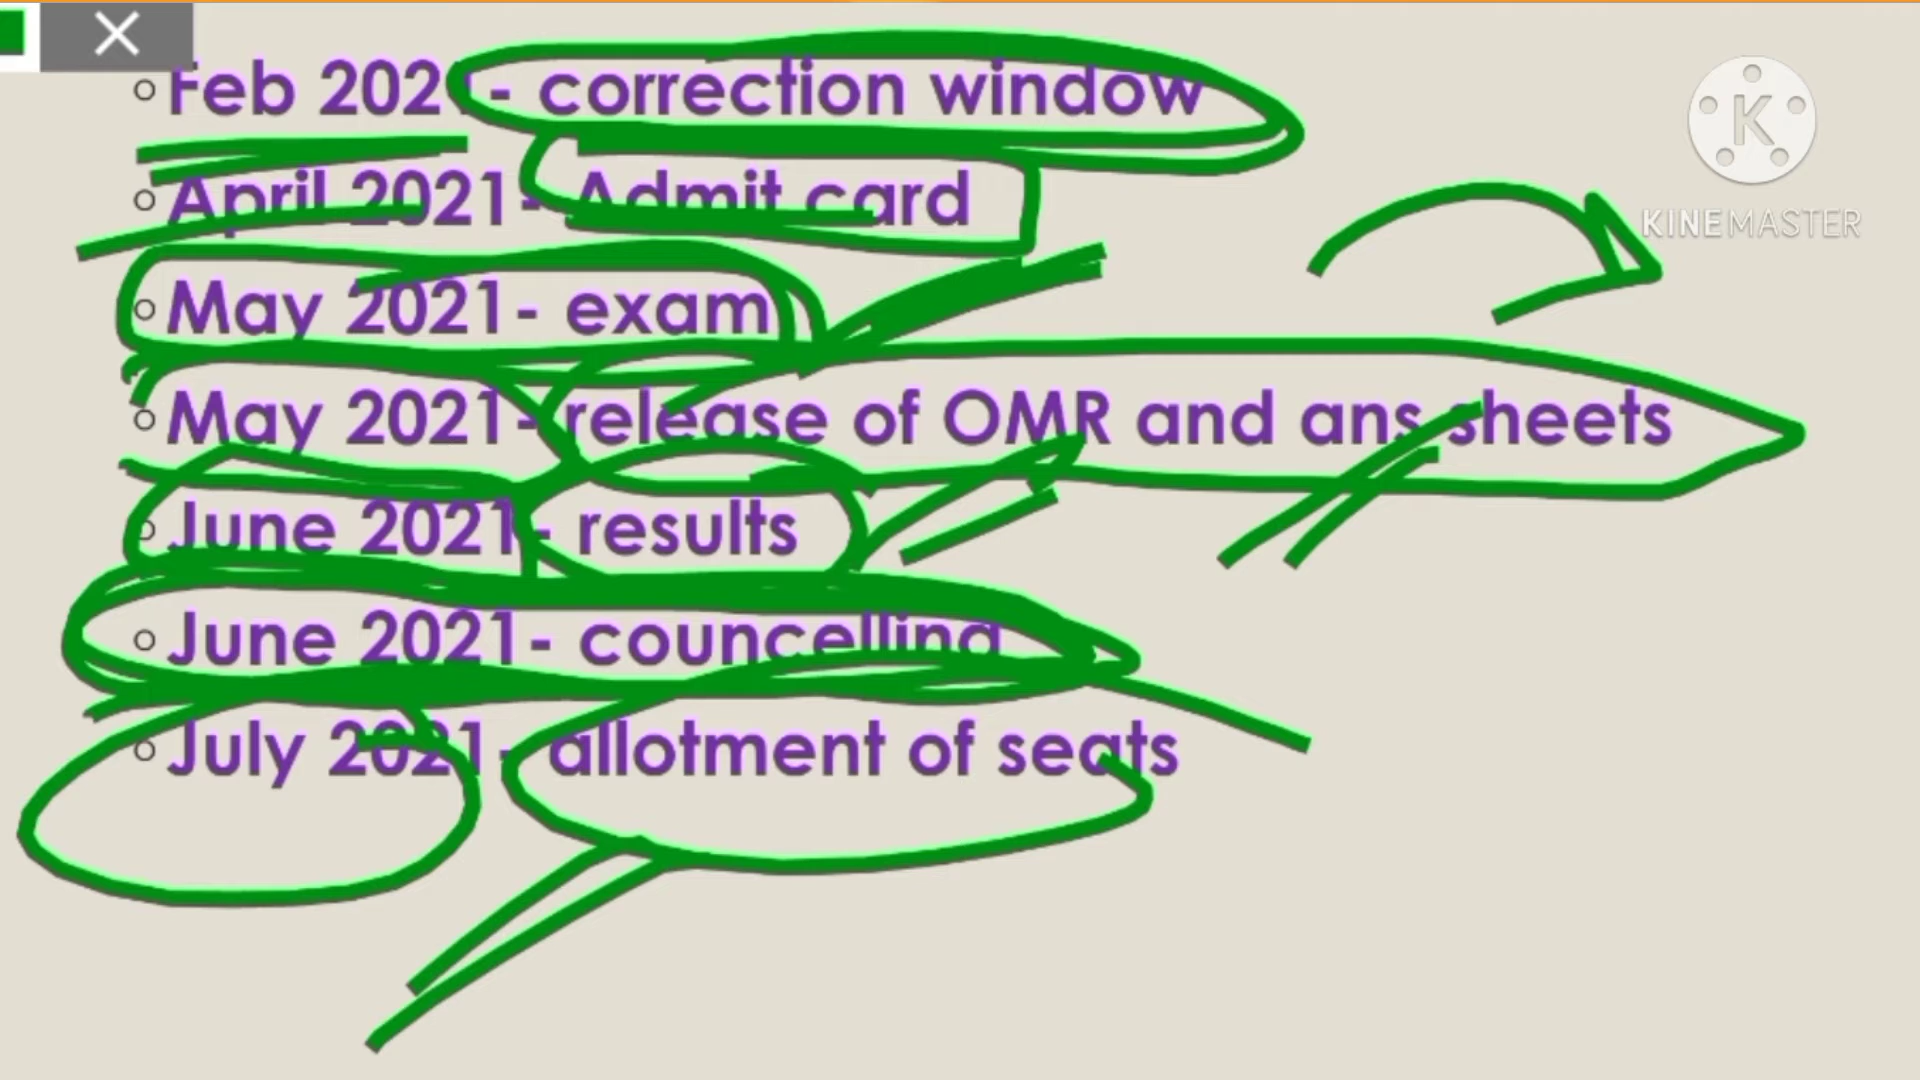 Feb 2021- correction window
April 2021- Admit card
May 2021- exam
May 2021- release of OMR and ans sheets
June 2021- results
June 2021- councelling
July 2021- allotment of seats
K
KINEMASTER